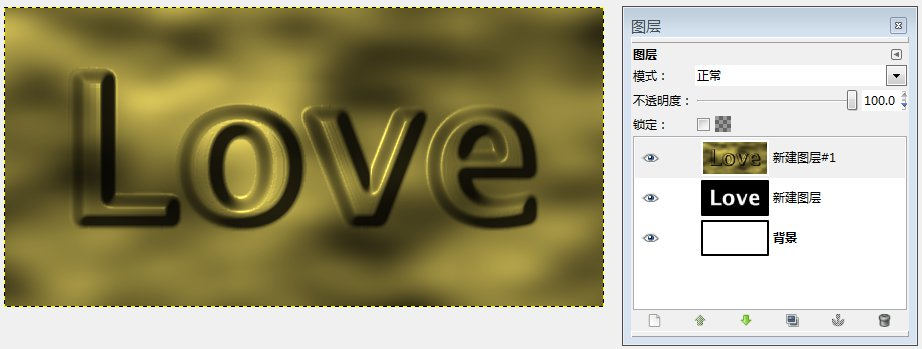 Love
图层
图层
模式：
正常
不透明度：
100.0
锁定：
Love
新建图层#1
Love
新建图层
背景